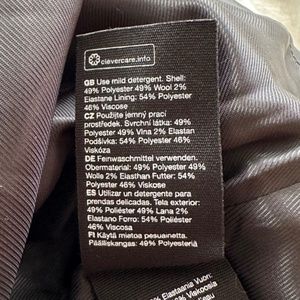 clevercare.info
GB Use mild detergent. Shell:
49% Polyester 49% Wool 2%
Elastane Lining: 54% Polyester
46% Viscose
CZ Použijte jemný prací
prostředek. Svrchní látka: 49%
Polyester 49% Vlna 2% Elastan
Podšívka: 54% Polyester 46%
Viskóza
DE Feinwaschmittel verwenden.
Obermaterial: 49% Polyester 49%
Wolle 2% Elasthan Futter: 54%
Polyester 46% Viskose
ES Utilizar un detergente para
prendas delicadas. Tela exterior:
49% Poliéster 49% Lana 2%
Elastano Forro: 54% Poliéster
46% Viscosa
FI Käytä mietoa pesuainetta.
Päälliskangas: 49% Polyesteriä
Elastaania Vuori:
Viskoosia